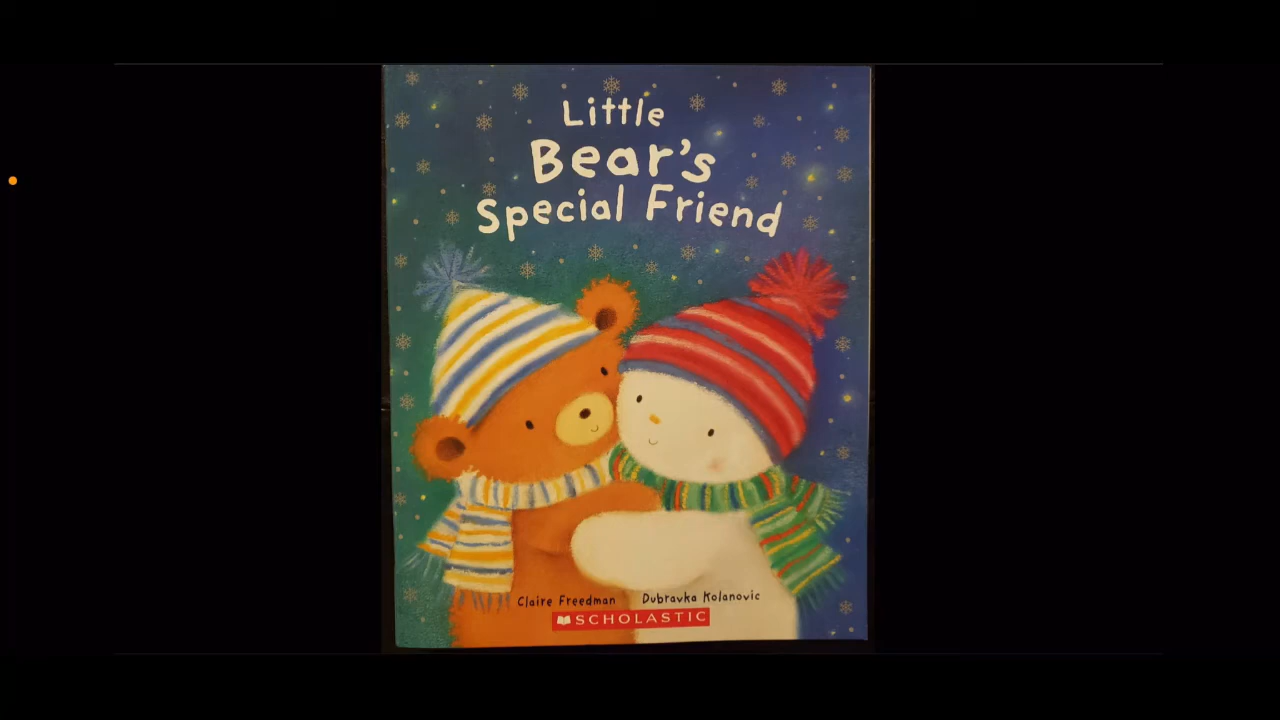 Little
Bear's
Special Friend
Claire Freedman Dubravka Kolanovic
SCHOLASTIC